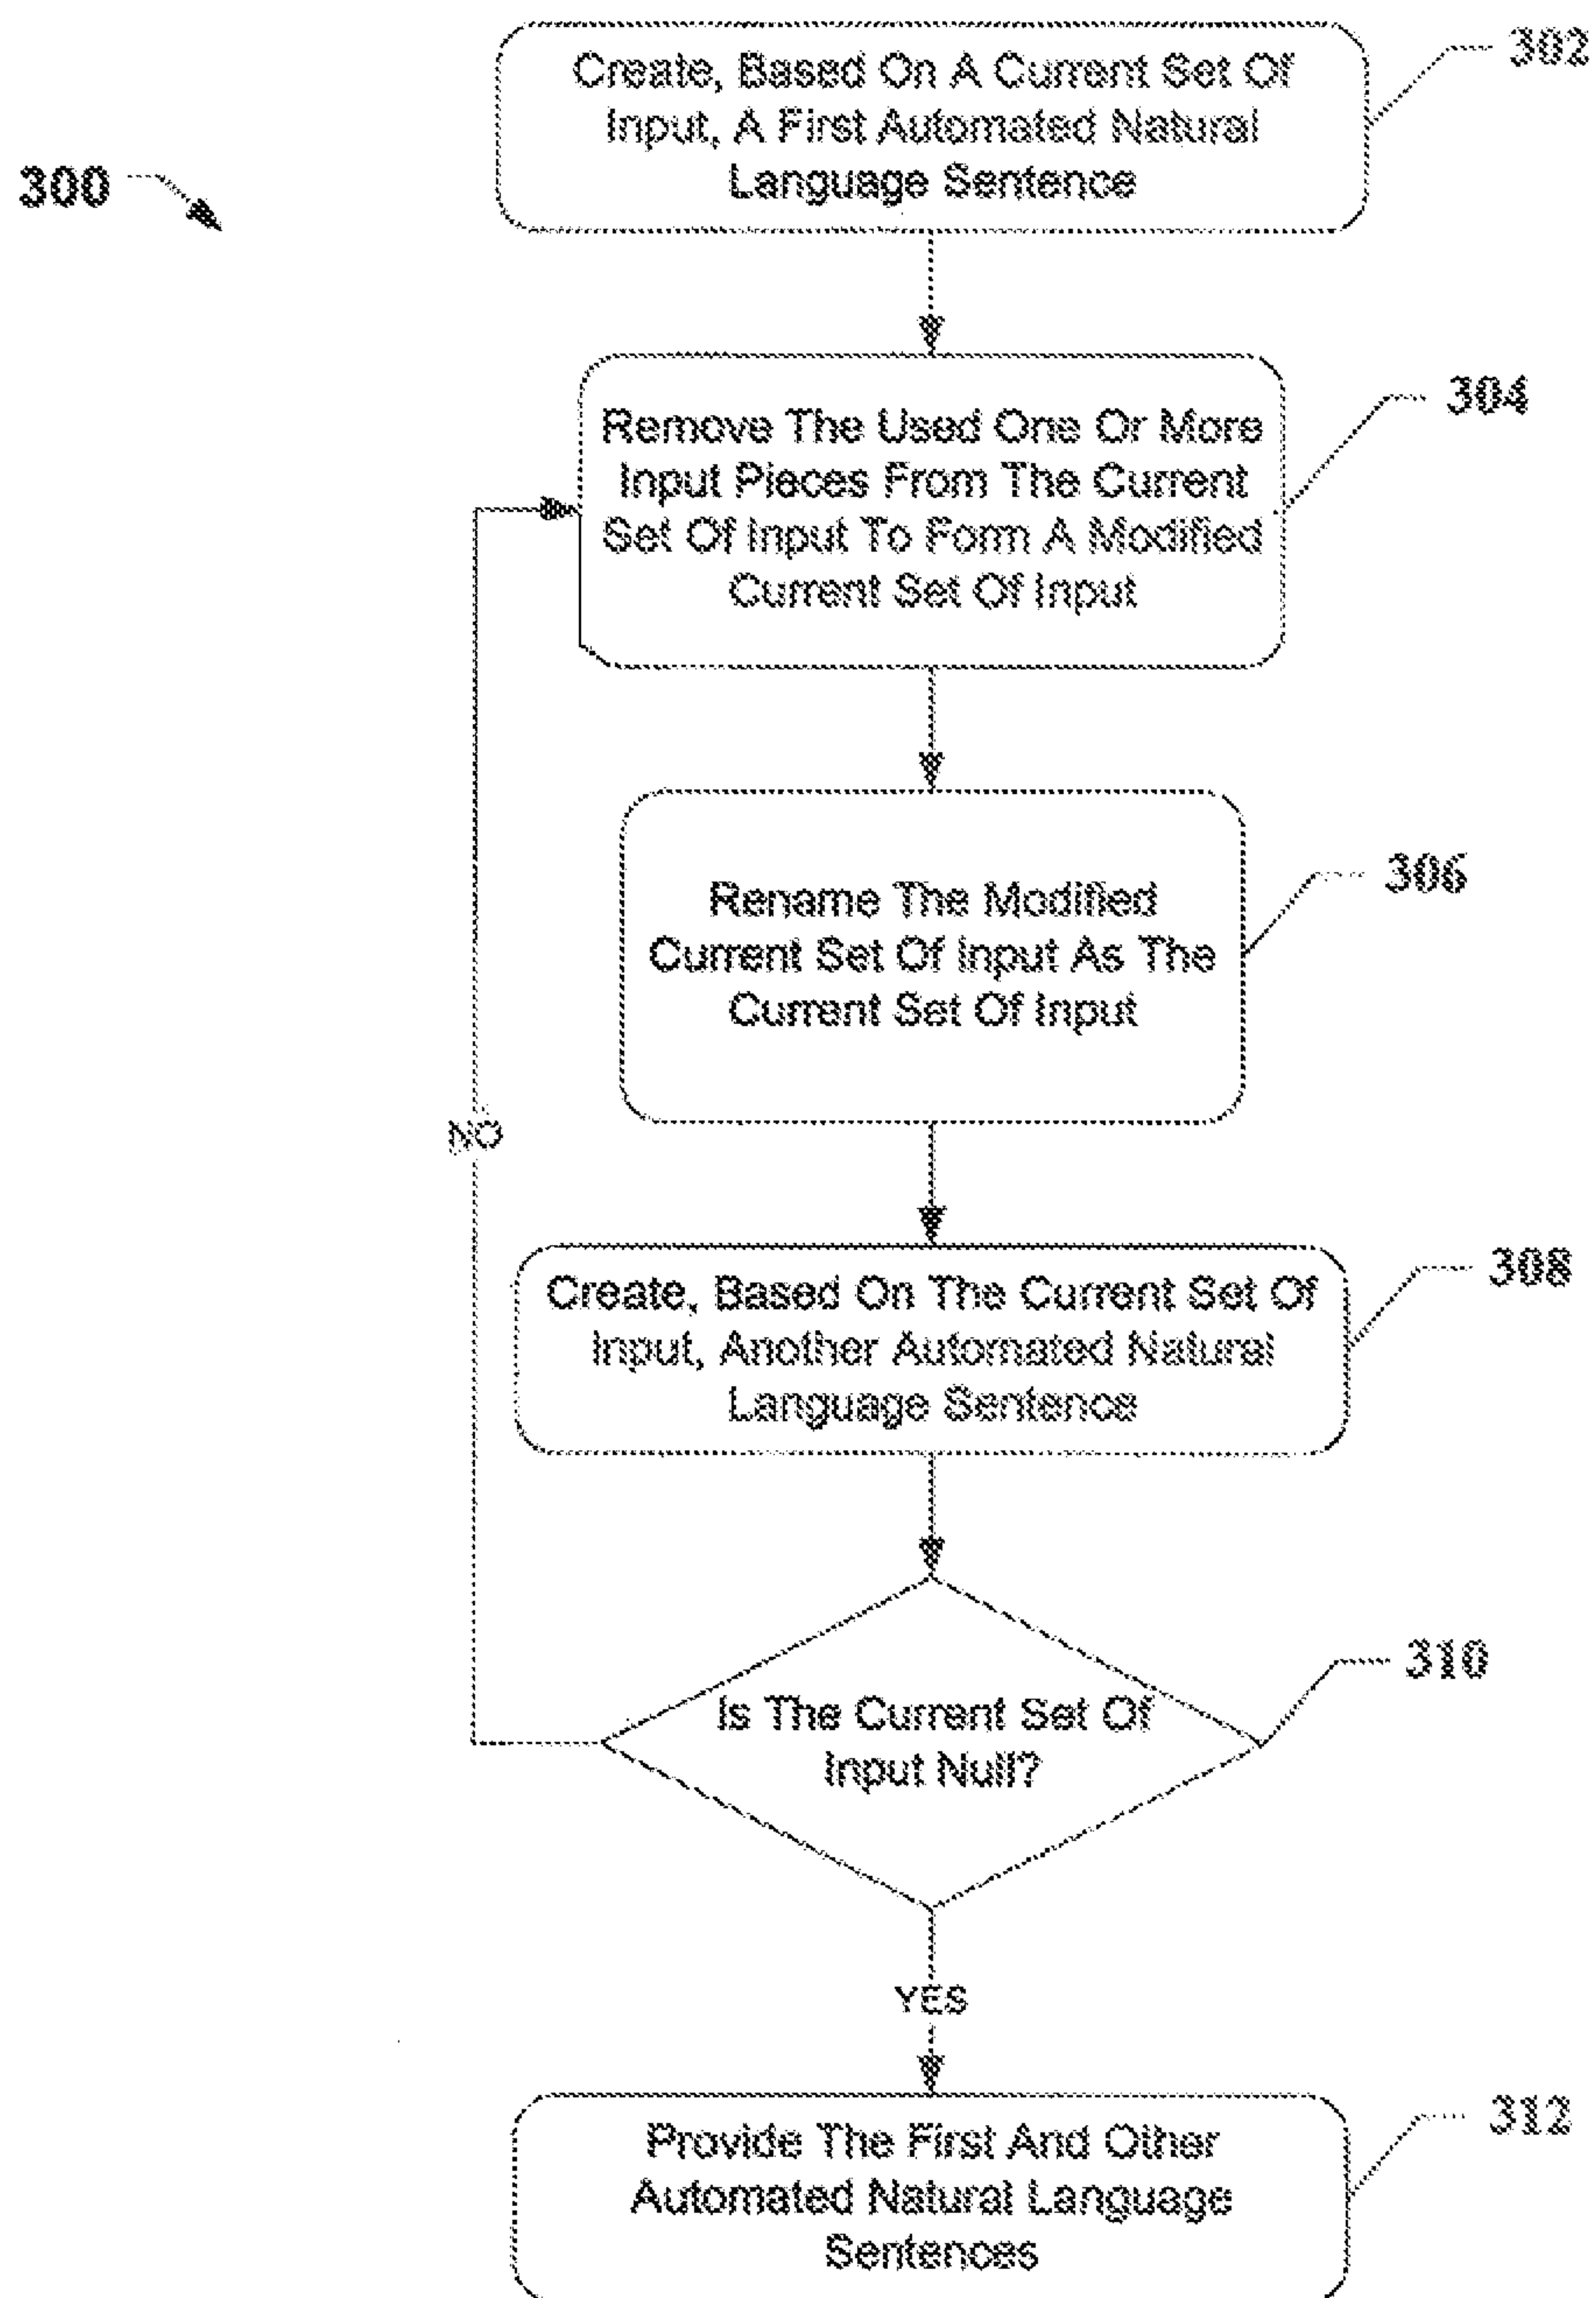 302
Create, Based On A Current Set Of
Input, A First Automated Natural
Language Sentence
300
304
Remove The Used One Or More
Input Pieces From The Current
Set Of Input To Form A Modified
Current Set Of Input
306
Rename The Modified
Current Set Of Input As The
Current Set Of Input
NO
308
Create, Based On The Current Set Of
Input, Another Automated Natural
Language Sentence
310
Is The Current Set Of
Input Null?
YES
312
Provide The First And Other
Automated Natural Language
Sentences